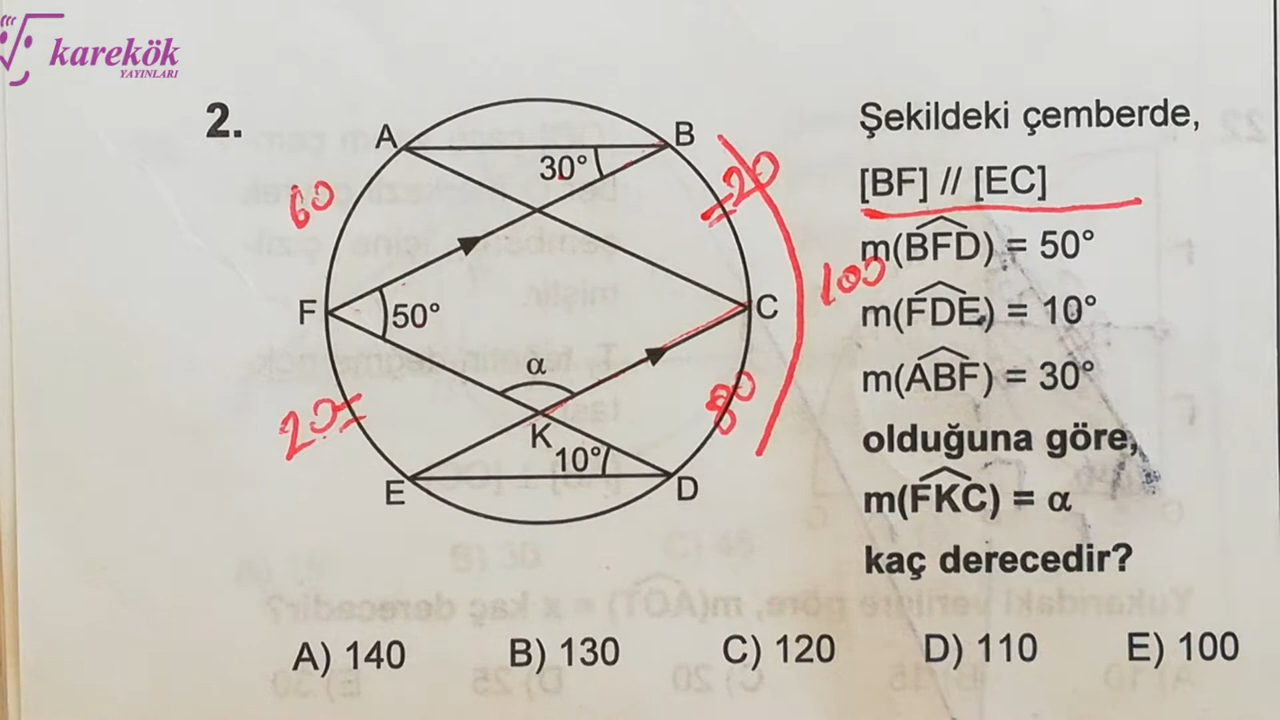 karekök
YAYINLARI
2.
A
B
30°
60
=20
F
50°
C
100
α
20=
80
K
10°
E
D
Şekildeki çemberde,
[BF] // [EC]
m(BFD) = 50°
m(FDE) = 10°
m(ABF) = 30°
olduğuna göre,
m(FKC) = α
kaç derecedir?
A) 140 B) 130 C) 120 D) 110 E) 100